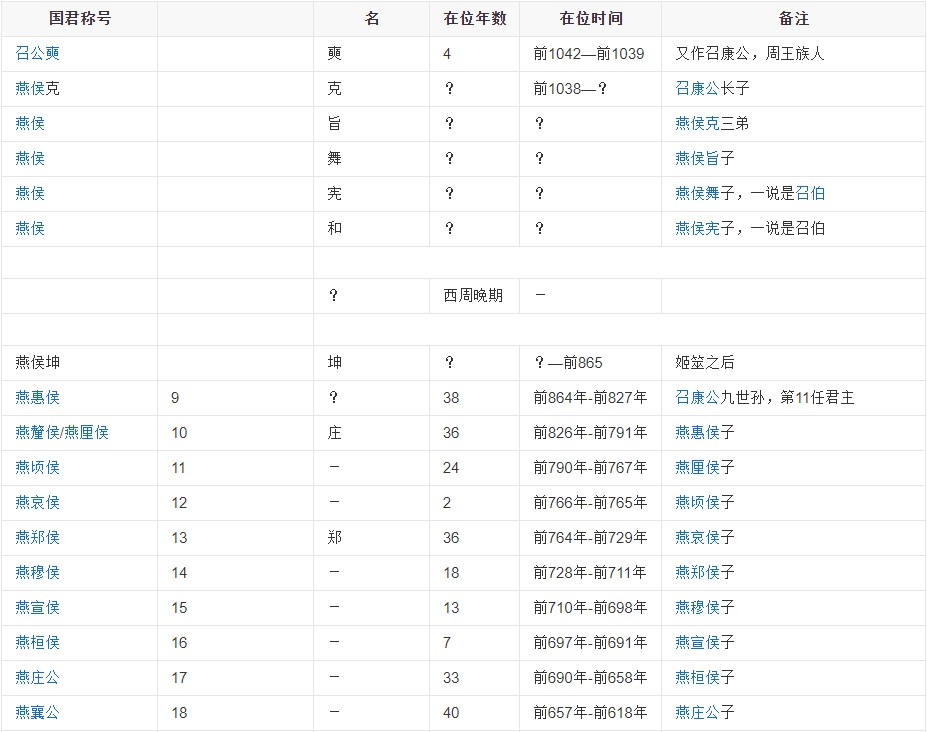 国君称号 名 在位年数 在位时间 备注
召公奭 奭 4 前1042—前1039 又作召康公，周王族人
燕侯克 克 ？ 前1038—？ 召康公长子
燕侯 旨 ？ ？ 燕侯克三弟
燕侯 舞 ？ ？ 燕侯旨子
燕侯 宪 ？ ？ 燕侯舞子，一说是召伯
燕侯 和 ？ ？ 燕侯宪子，一说是召伯
？ 西周晚期 –
燕侯坤 坤 ？ ？—前865 姬筮之后
燕惠侯 9 ？ 38 前864年-前827年 召康公九世孙，第11任君主
燕釐侯/燕厘侯 10 庄 36 前826年-前791年 燕惠侯子
燕顷侯 11 – 24 前790年-前767年 燕厘侯子
燕哀侯 12 – 2 前766年-前765年 燕顷侯子
燕郑侯 13 郑 36 前764年-前729年 燕哀侯子
燕穆侯 14 – 18 前728年-前711年 燕郑侯子
燕宣侯 15 – 13 前710年-前698年 燕穆侯子
燕桓侯 16 – 7 前697年-前691年 燕宣侯子
燕庄公 17 – 33 前690年-前658年 燕桓侯子
燕襄公 18 – 40 前657年-前618年 燕庄公子